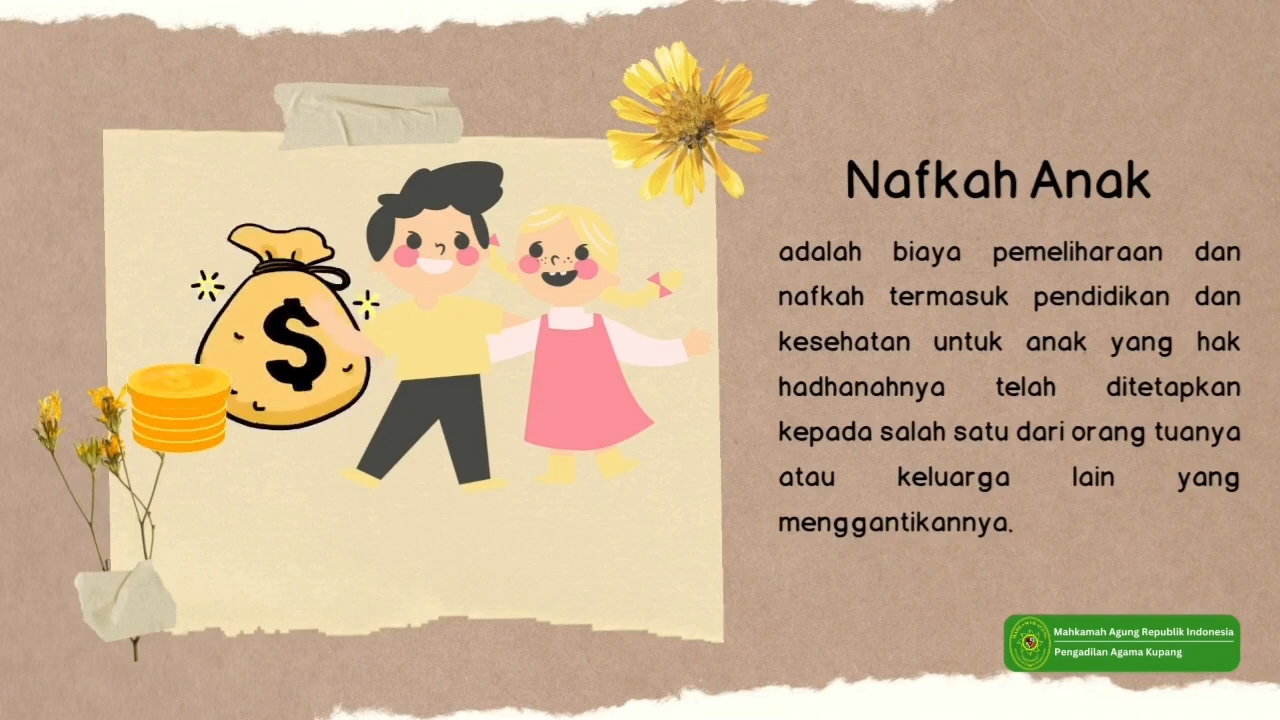 Nafkah Anak
adalah biaya pemeliharaan dan
nafkah termasuk pendidikan dan
kesehatan untuk anak yang hak
hadhanahnya telah ditetapkan
kepada salah satu dari orang tuanya
atau keluarga lain yang
menggantikannya.
$
Mahkamah Agung Republik Indonesia
Pengadilan Agama Kupang